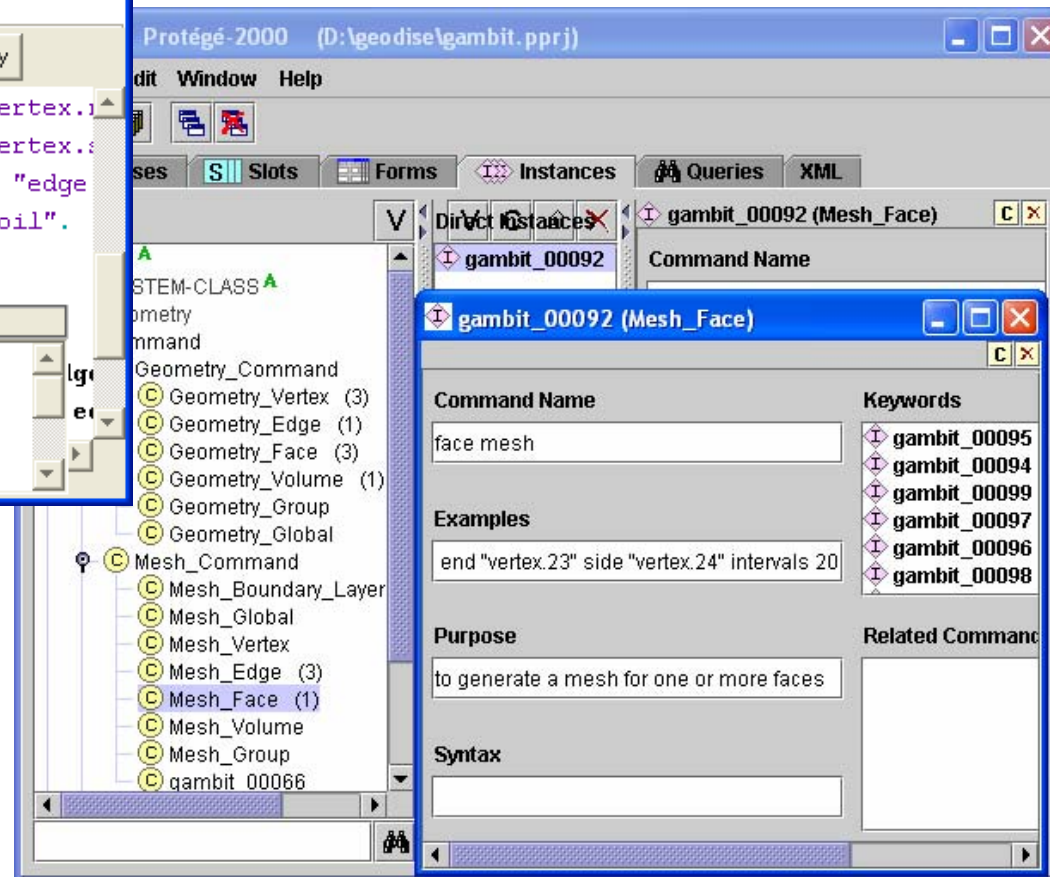 Protégé-2000 (D:\geodise\gambit.pprj)
dit Window Help
ertex.
ertex.s
"edge
oil".
ses S Slots Forms Instances Queries XML
V Direct Instances
gambit_00092 (Mesh_Face) C
gambit_00092
Command Name
A
STEM-CLASS A
ometry
mmand
Geometry_Command
C Geometry_Vertex (3)
C Geometry_Edge (1)
C Geometry_Face (3)
C Geometry_Volume (1)
C Geometry_Group
C Geometry_Global
C Mesh_Command
C Mesh_Boundary_Layer
C Mesh_Global
C Mesh_Vertex
C Mesh_Edge (3)
C Mesh_Face (1)
C Mesh_Volume
C Mesh_Group
C gambit_00066
gambit_00092 (Mesh_Face)
C
Command Name
face mesh
Examples
end "vertex.23" side "vertex.24" intervals 20
Purpose
to generate a mesh for one or more faces
Syntax
Keywords
gambit_00095
gambit_00094
gambit_00099
gambit_00097
gambit_00096
gambit_00098
Related Command